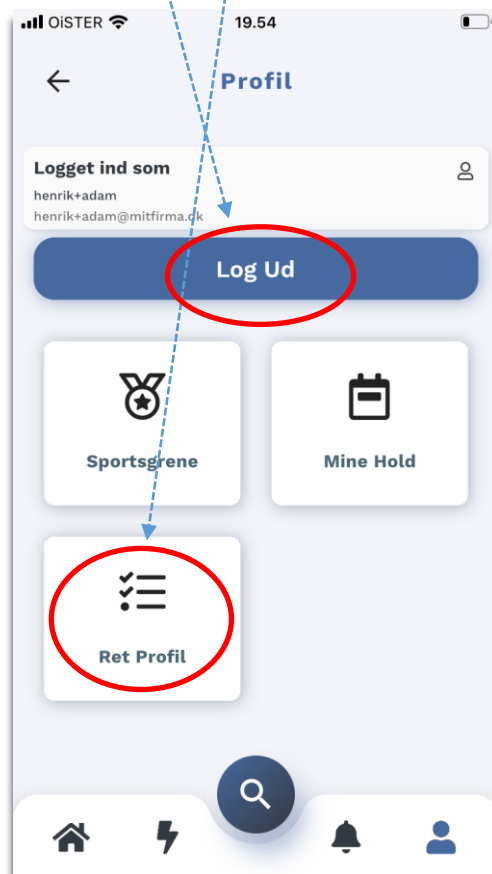 OiSTER 19.54
Profil
Logget ind som
henrik+adam
henrik+adam@mitfirma.dk
Log Ud
Sportsgrene Mine Hold
Ret Profil